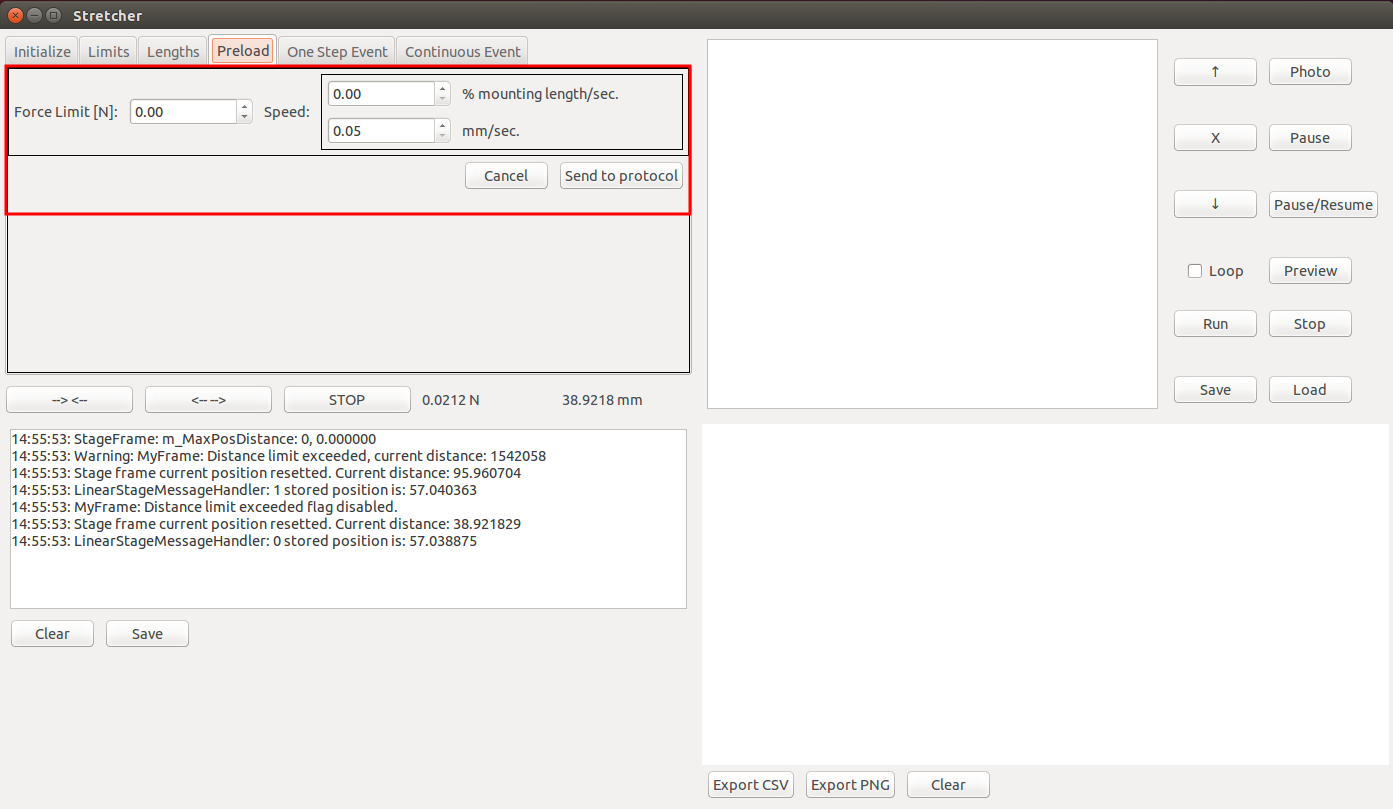 Stretcher
Initialize Limits Lengths Preload One Step Event Continuous Event
Force Limit [N]: 0.00 Speed: 0.00 % mounting length/sec.
0.05 mm/sec.
Cancel Send to protocol
--> <-- <-- --> STOP 0.0212 N 38.9218 mm
14:55:53: StageFrame: m_MaxPosDistance: 0, 0.000000
14:55:53: Warning: MyFrame: Distance limit exceeded, current distance: 1542058
14:55:53: Stage frame current position resetted. Current distance: 95.960704
14:55:53: LinearStageMessageHandler: 1 stored position is: 57.040363
14:55:53: MyFrame: Distance limit exceeded flag disabled.
14:55:53: Stage frame current position resetted. Current distance: 38.921829
14:55:53: LinearStageMessageHandler: 0 stored position is: 57.038875
Clear Save
↑ Photo
X Pause
↓ Pause/Resume
Loop Preview
Run Stop
Save Load
Export CSV Export PNG Clear